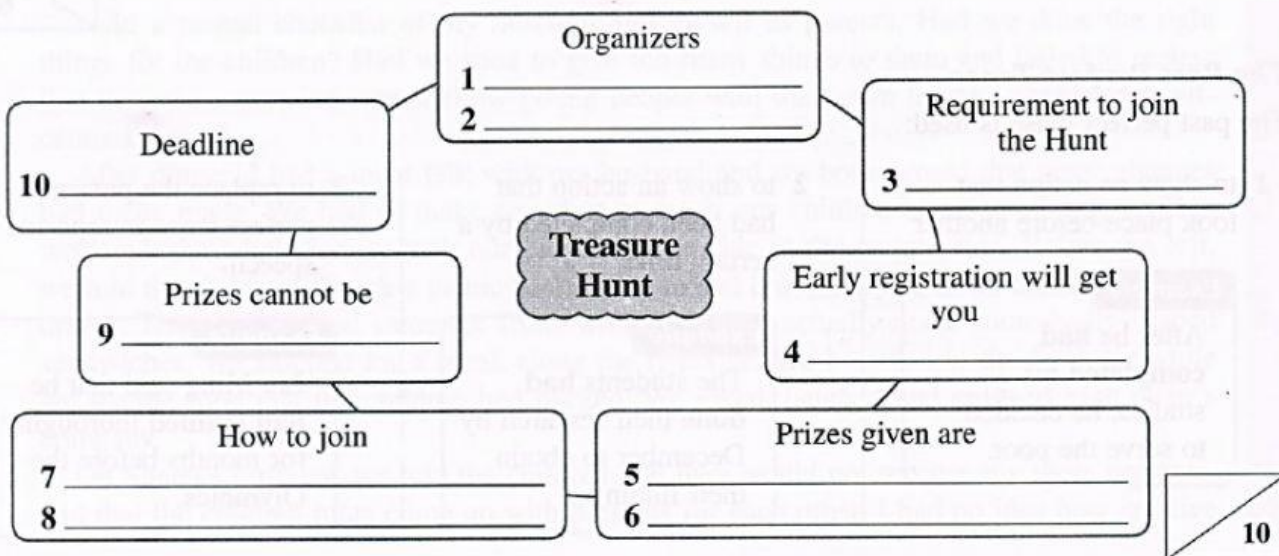 Organizers
1
2
Requirement to join
the Hunt
3
Deadline
10
Treasure
Hunt
Early registration will get
you
4
Prizes cannot be
9
How to join
7
8
Prizes given are
5
6
10